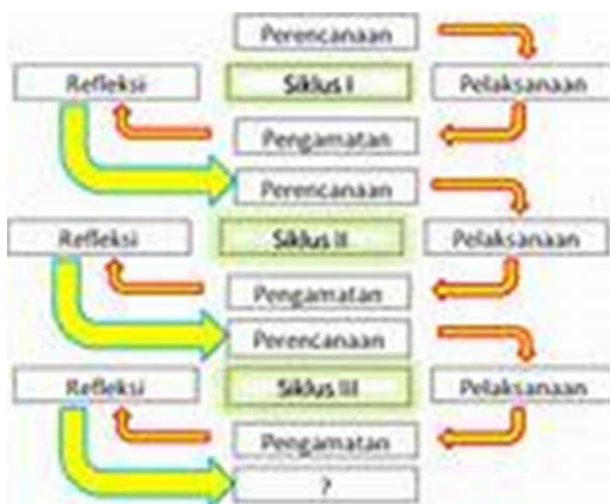 Perencanaan
Refleksi
Siklus I
Pelaksanaan
Pengamatan
Perencanaan
Refleksi
Siklus II
Pelaksanaan
Pengamatan
Perencanaan
Refleksi
Siklus III
Pelaksanaan
Pengamatan
?